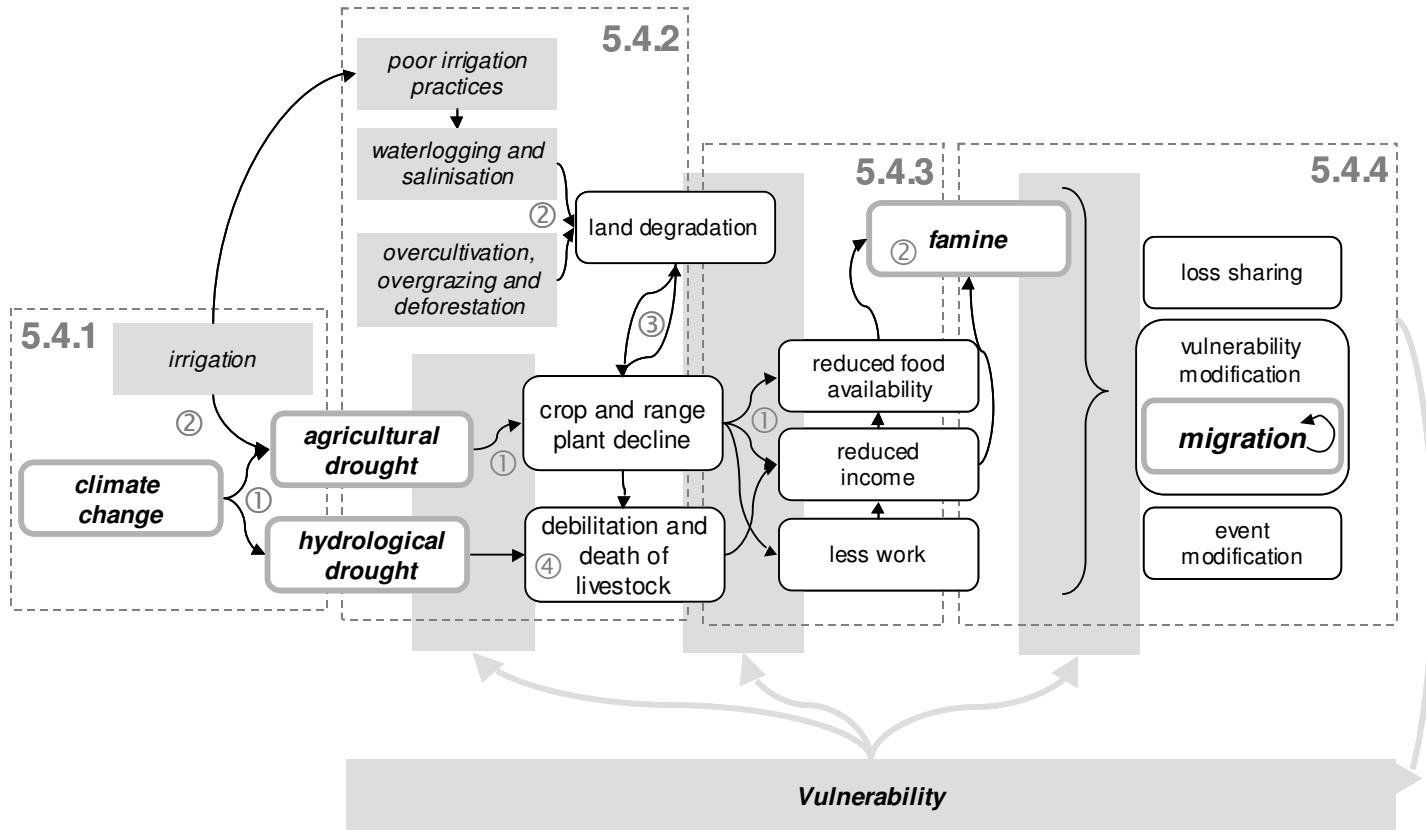 5.4.1
irrigation
②
climate
change
①
agricultural
drought
hydrological
drought
5.4.2
poor irrigation
practices
waterlogging and
salinisation
②
overcultivation,
overgrazing and
deforestation
land degradation
③
①
crop and range
plant decline
④
debilitation and
death of
livestock
5.4.3
②
famine
①
reduced food
availability
reduced
income
less work
5.4.4
loss sharing
vulnerability
modification
migration
event
modification
Vulnerability